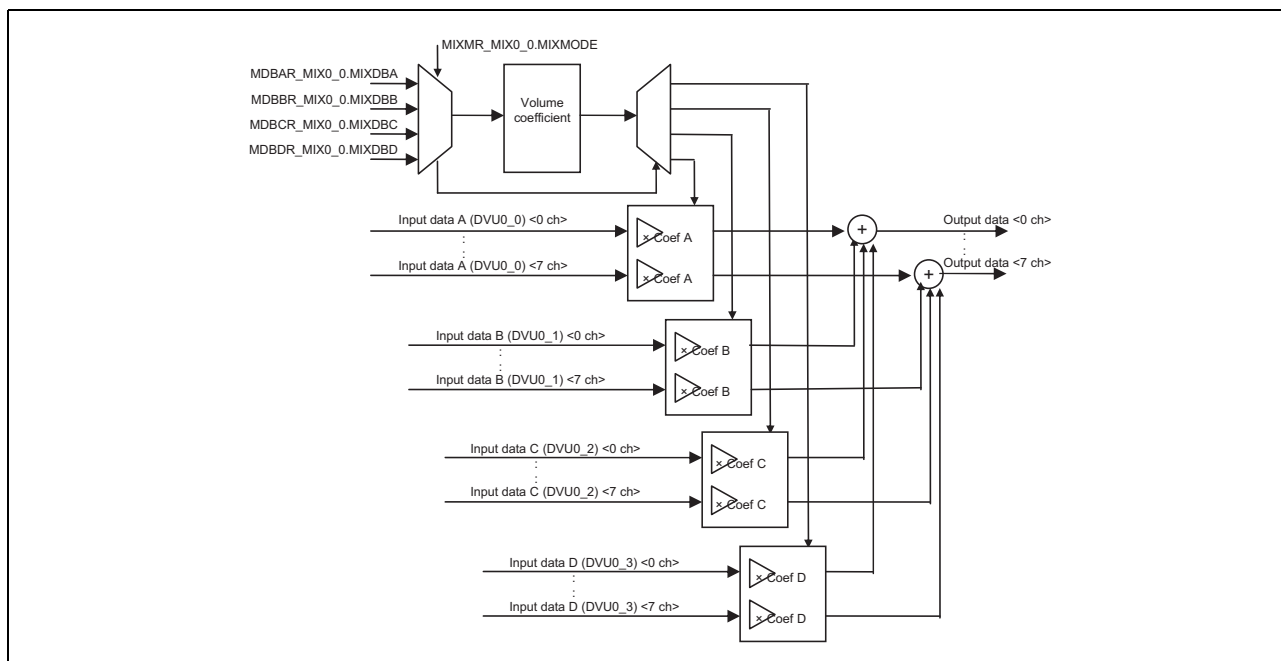 MIXMR_MIX0_0.MIXMODE
MDBAR_MIX0_0.MIXDBA
MDBBR_MIX0_0.MIXDBB
MDBCR_MIX0_0.MIXDBC
MDBDR_MIX0_0.MIXDBD
Volume
coefficient
Input data A (DVU0_0) <0 ch>
× Coef A
+
Output data <0 ch>
Input data A (DVU0_0) <7 ch>
× Coef A
+
Output data <7 ch>
Input data B (DVU0_1) <0 ch>
× Coef B
Input data B (DVU0_1) <7 ch>
× Coef B
Input data C (DVU0_2) <0 ch>
× Coef C
Input data C (DVU0_2) <7 ch>
× Coef C
Input data D (DVU0_3) <0 ch>
× Coef D
Input data D (DVU0_3) <7 ch>
× Coef D